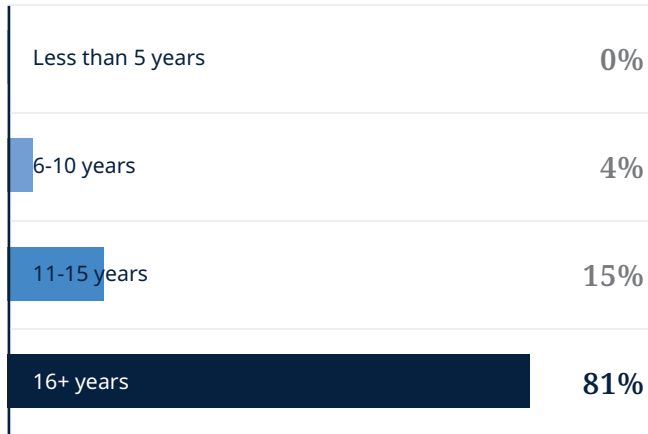 Less than 5 years 0%
6-10 years 4%
11-15 years 15%
16+ years 81%